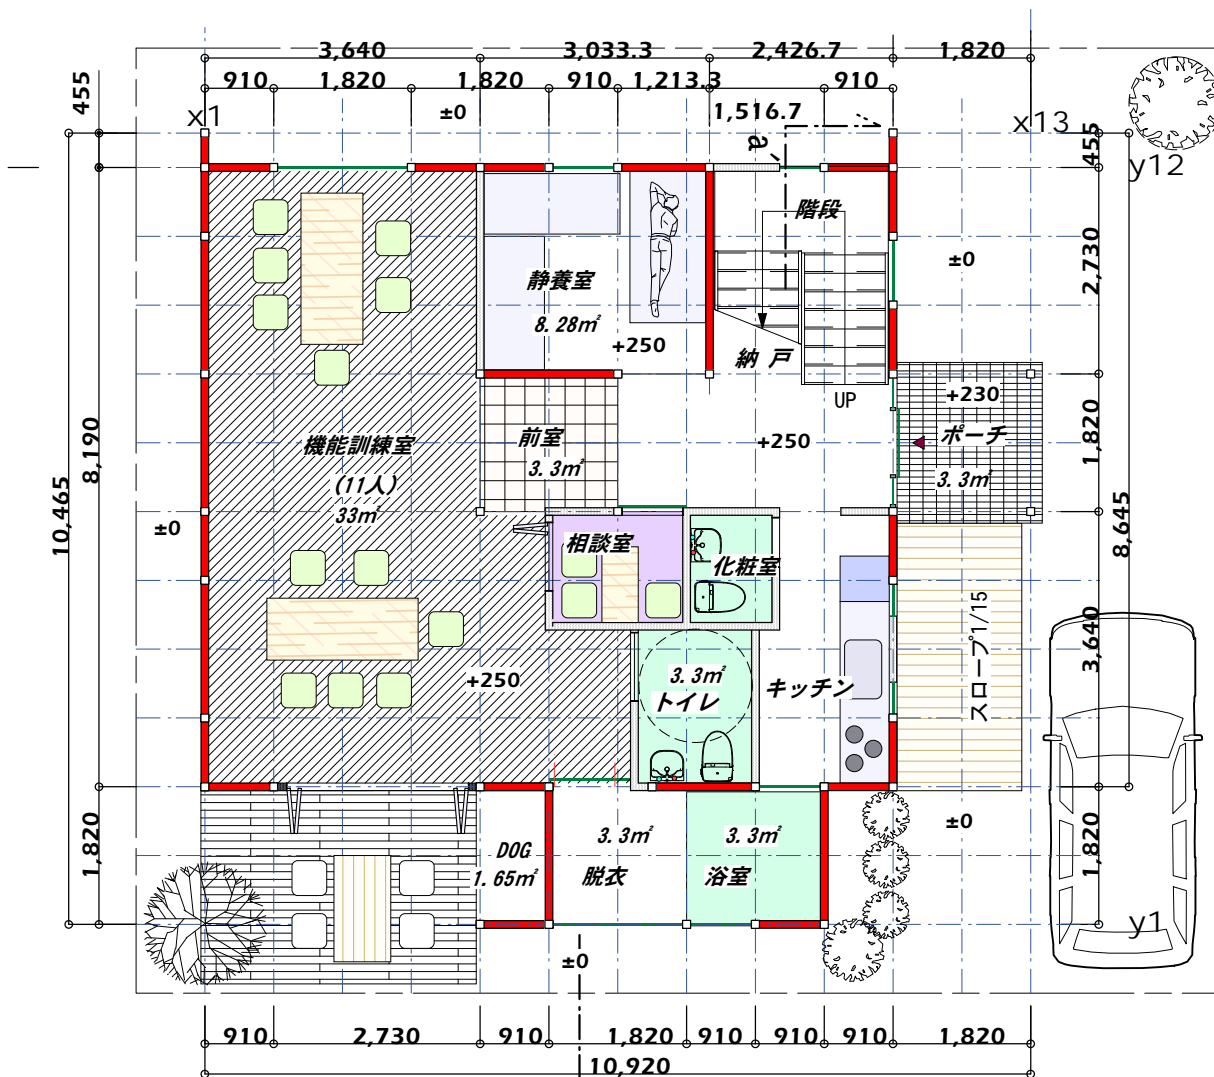 3,640
3,033.3
2,426.7
1,820
910
1,820
1,820
910
1,213.3
910
455
x1
±0
1,516.7
x13
455
a
y12
階段
2,730
±0
静養室
8.28㎡
+250
納戸
UP
+230
8,190
機能訓練室
(11人)
33㎡
前室
3.3㎡
+250
ポーチ
3.3㎡
1,820
10,465
±0
8,645
相談室
化粧室
スロープ1/15
3,640
+250
3.3㎡
トイレ
キッチン
1,820
DOG
1.65㎡
3.3㎡
脱衣
3.3㎡
浴室
±0
1,820
y1
±0
910
2,730
910
1,820
910
910
910
1,820
10,920